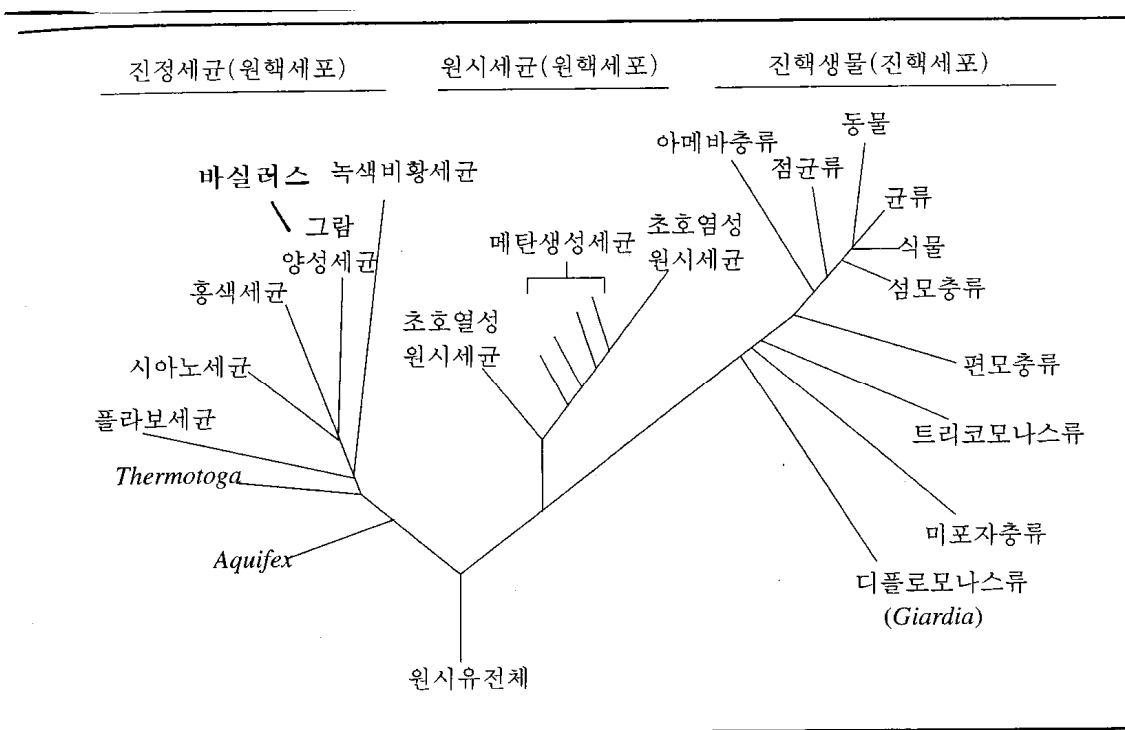 진정세균(원핵세포)
원시세균(원핵세포)
진핵생물(진핵세포)
바실러스
녹색비황세균
그람
양성세균
홍색세균
시아노세균
플라보세균
Thermotoga
Aquifex
메탄생성세균
초호염성
원시세균
초호열성
원시세균
동물
아메바충류
점균류
균류
식물
섬모충류
편모충류
트리코모나스류
미포자충류
디플로모나스류
(Giardia)
원시유전체